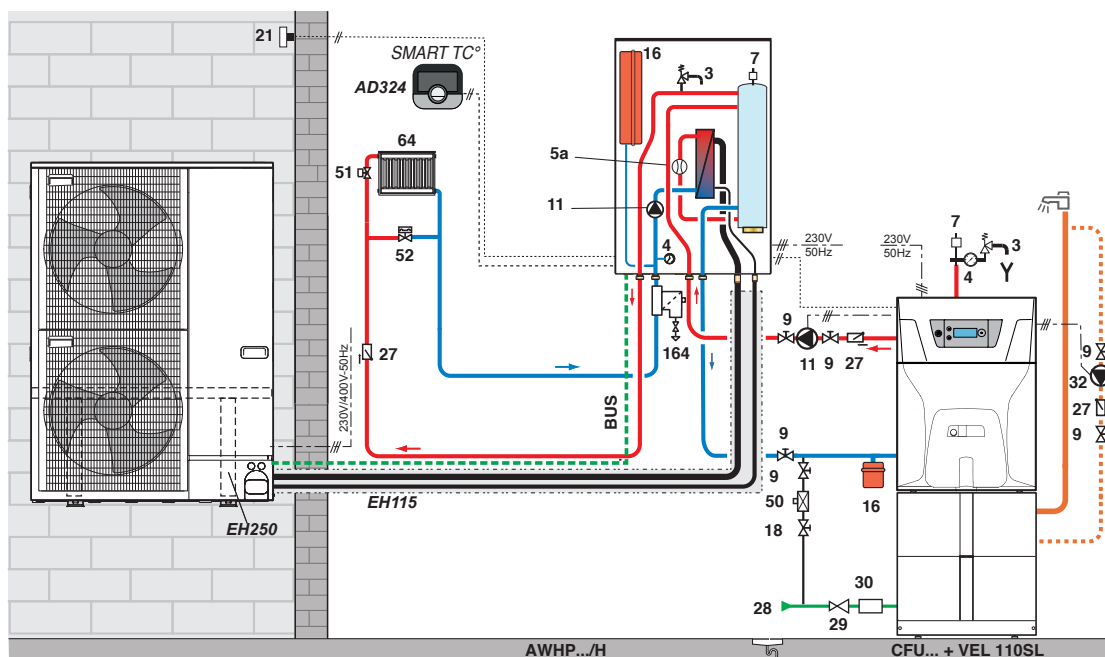 21
SMART TC°
AD324
16
3
7
64
5a
51
11
4
52
230V
50Hz
230V
50Hz
7
3
4
9
11
9
27
164
27
230V/400V-50Hz
BUS
9
32
27
9
9
9
50
18
16
EH115
EH250
28
29
30
AWHP.../H
CFU... + VEL 110SL